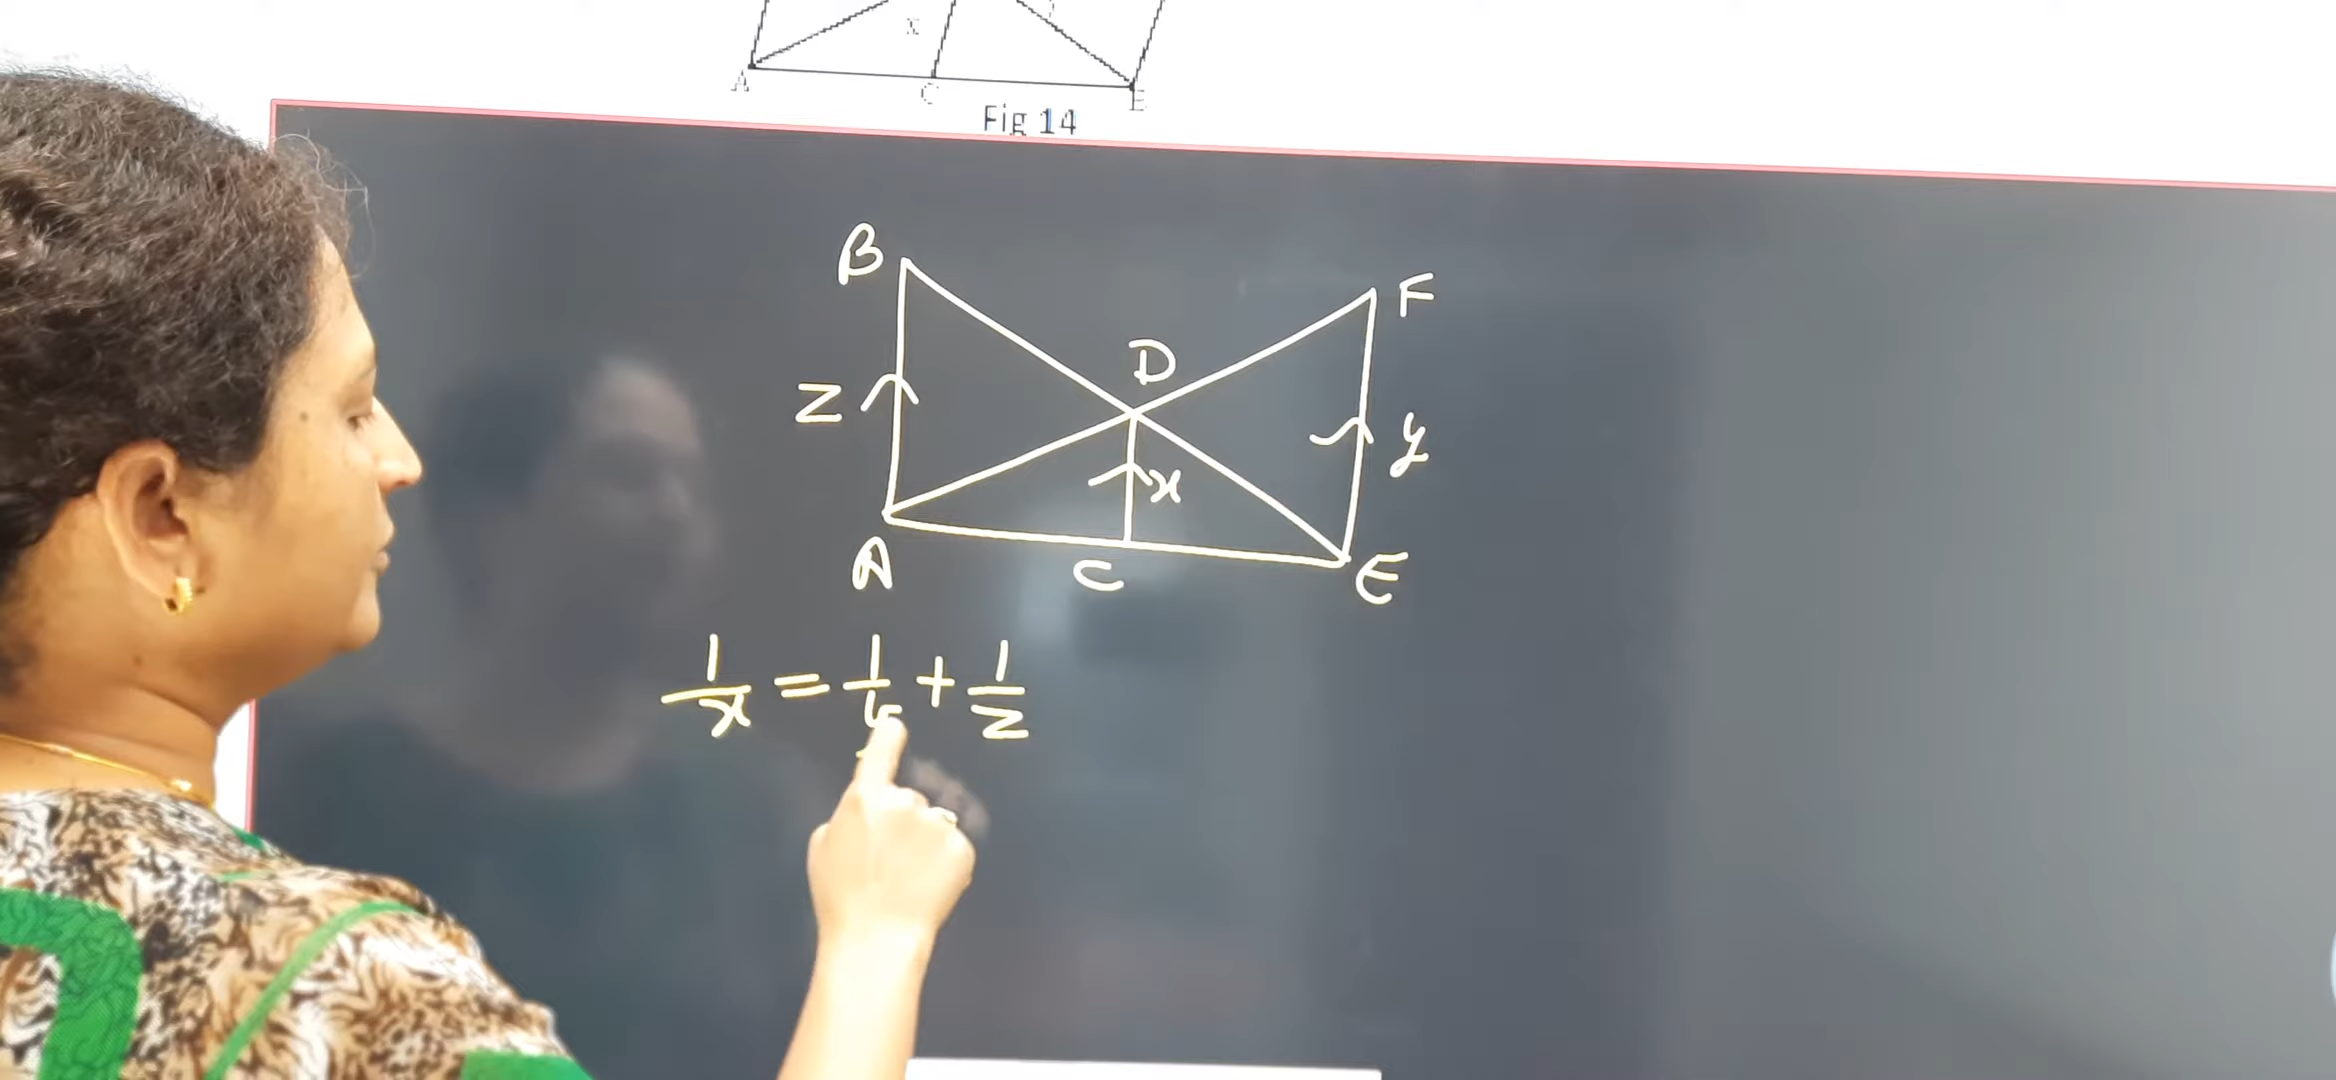 x
A C E
Fig 14
B F
D
z y
x
A C E
1/x = 1/y + 1/z